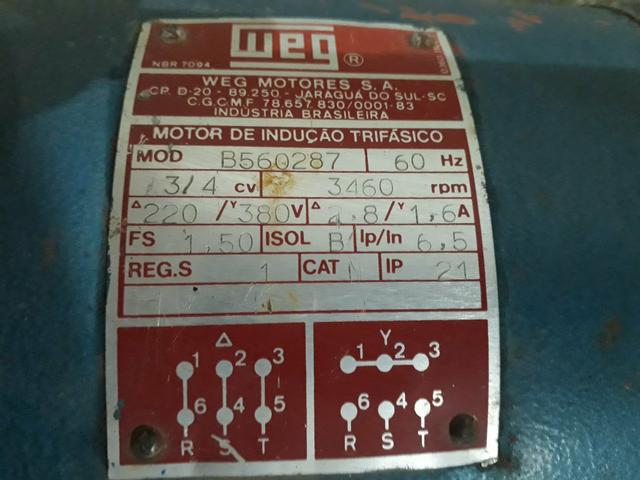 weg ®
NBR 7094
WEG MOTORES S.A.
CP. D-20 - 89.250 - JARAGUÁ DO SUL-SC
C.G.C.M.F. 78.657.830/0001-83
INDÚSTRIA BRASILEIRA
MOTOR DE INDUÇÃO TRIFÁSICO
MOD B560287 60 Hz
3/4 cv 3460 rpm
Δ220 / Y380V Δ2,8/Y1,6A
FS 1,50 ISOL B Ip/In 6,5
REG.S 1 CAT IP 21
Δ Y
1 2 3 1 2 3
6 4 5 6 4 5
R S T R S T